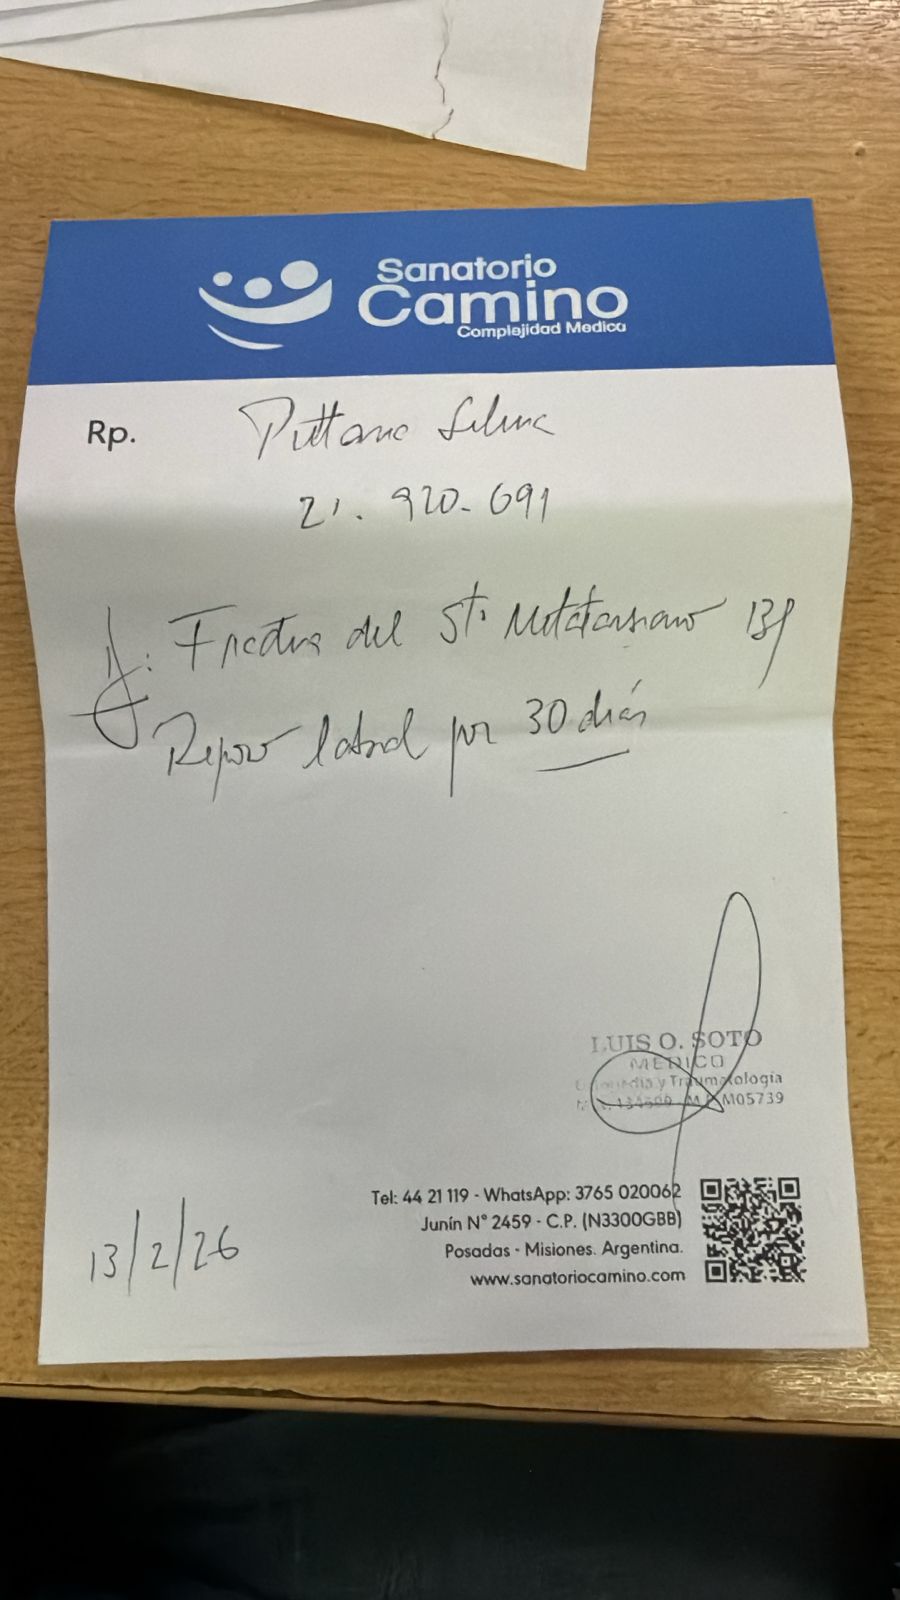 Sanatorio
Camino
Complejidad Medica
Rp.
Pittana Silvia
21.920.691
D: Fractura del 5to Metatarsiano
Reposo laboral por 30 días
LUIS O. SOTO
MEDICO
Ortopedia y Traumatología
M05739
Tel: 44 21 119 - WhatsApp: 3765 020062
Junín N° 2459 - C.P. (N3300GBB)
Posadas - Misiones. Argentina.
www.sanatoriocamino.com
13/2/26